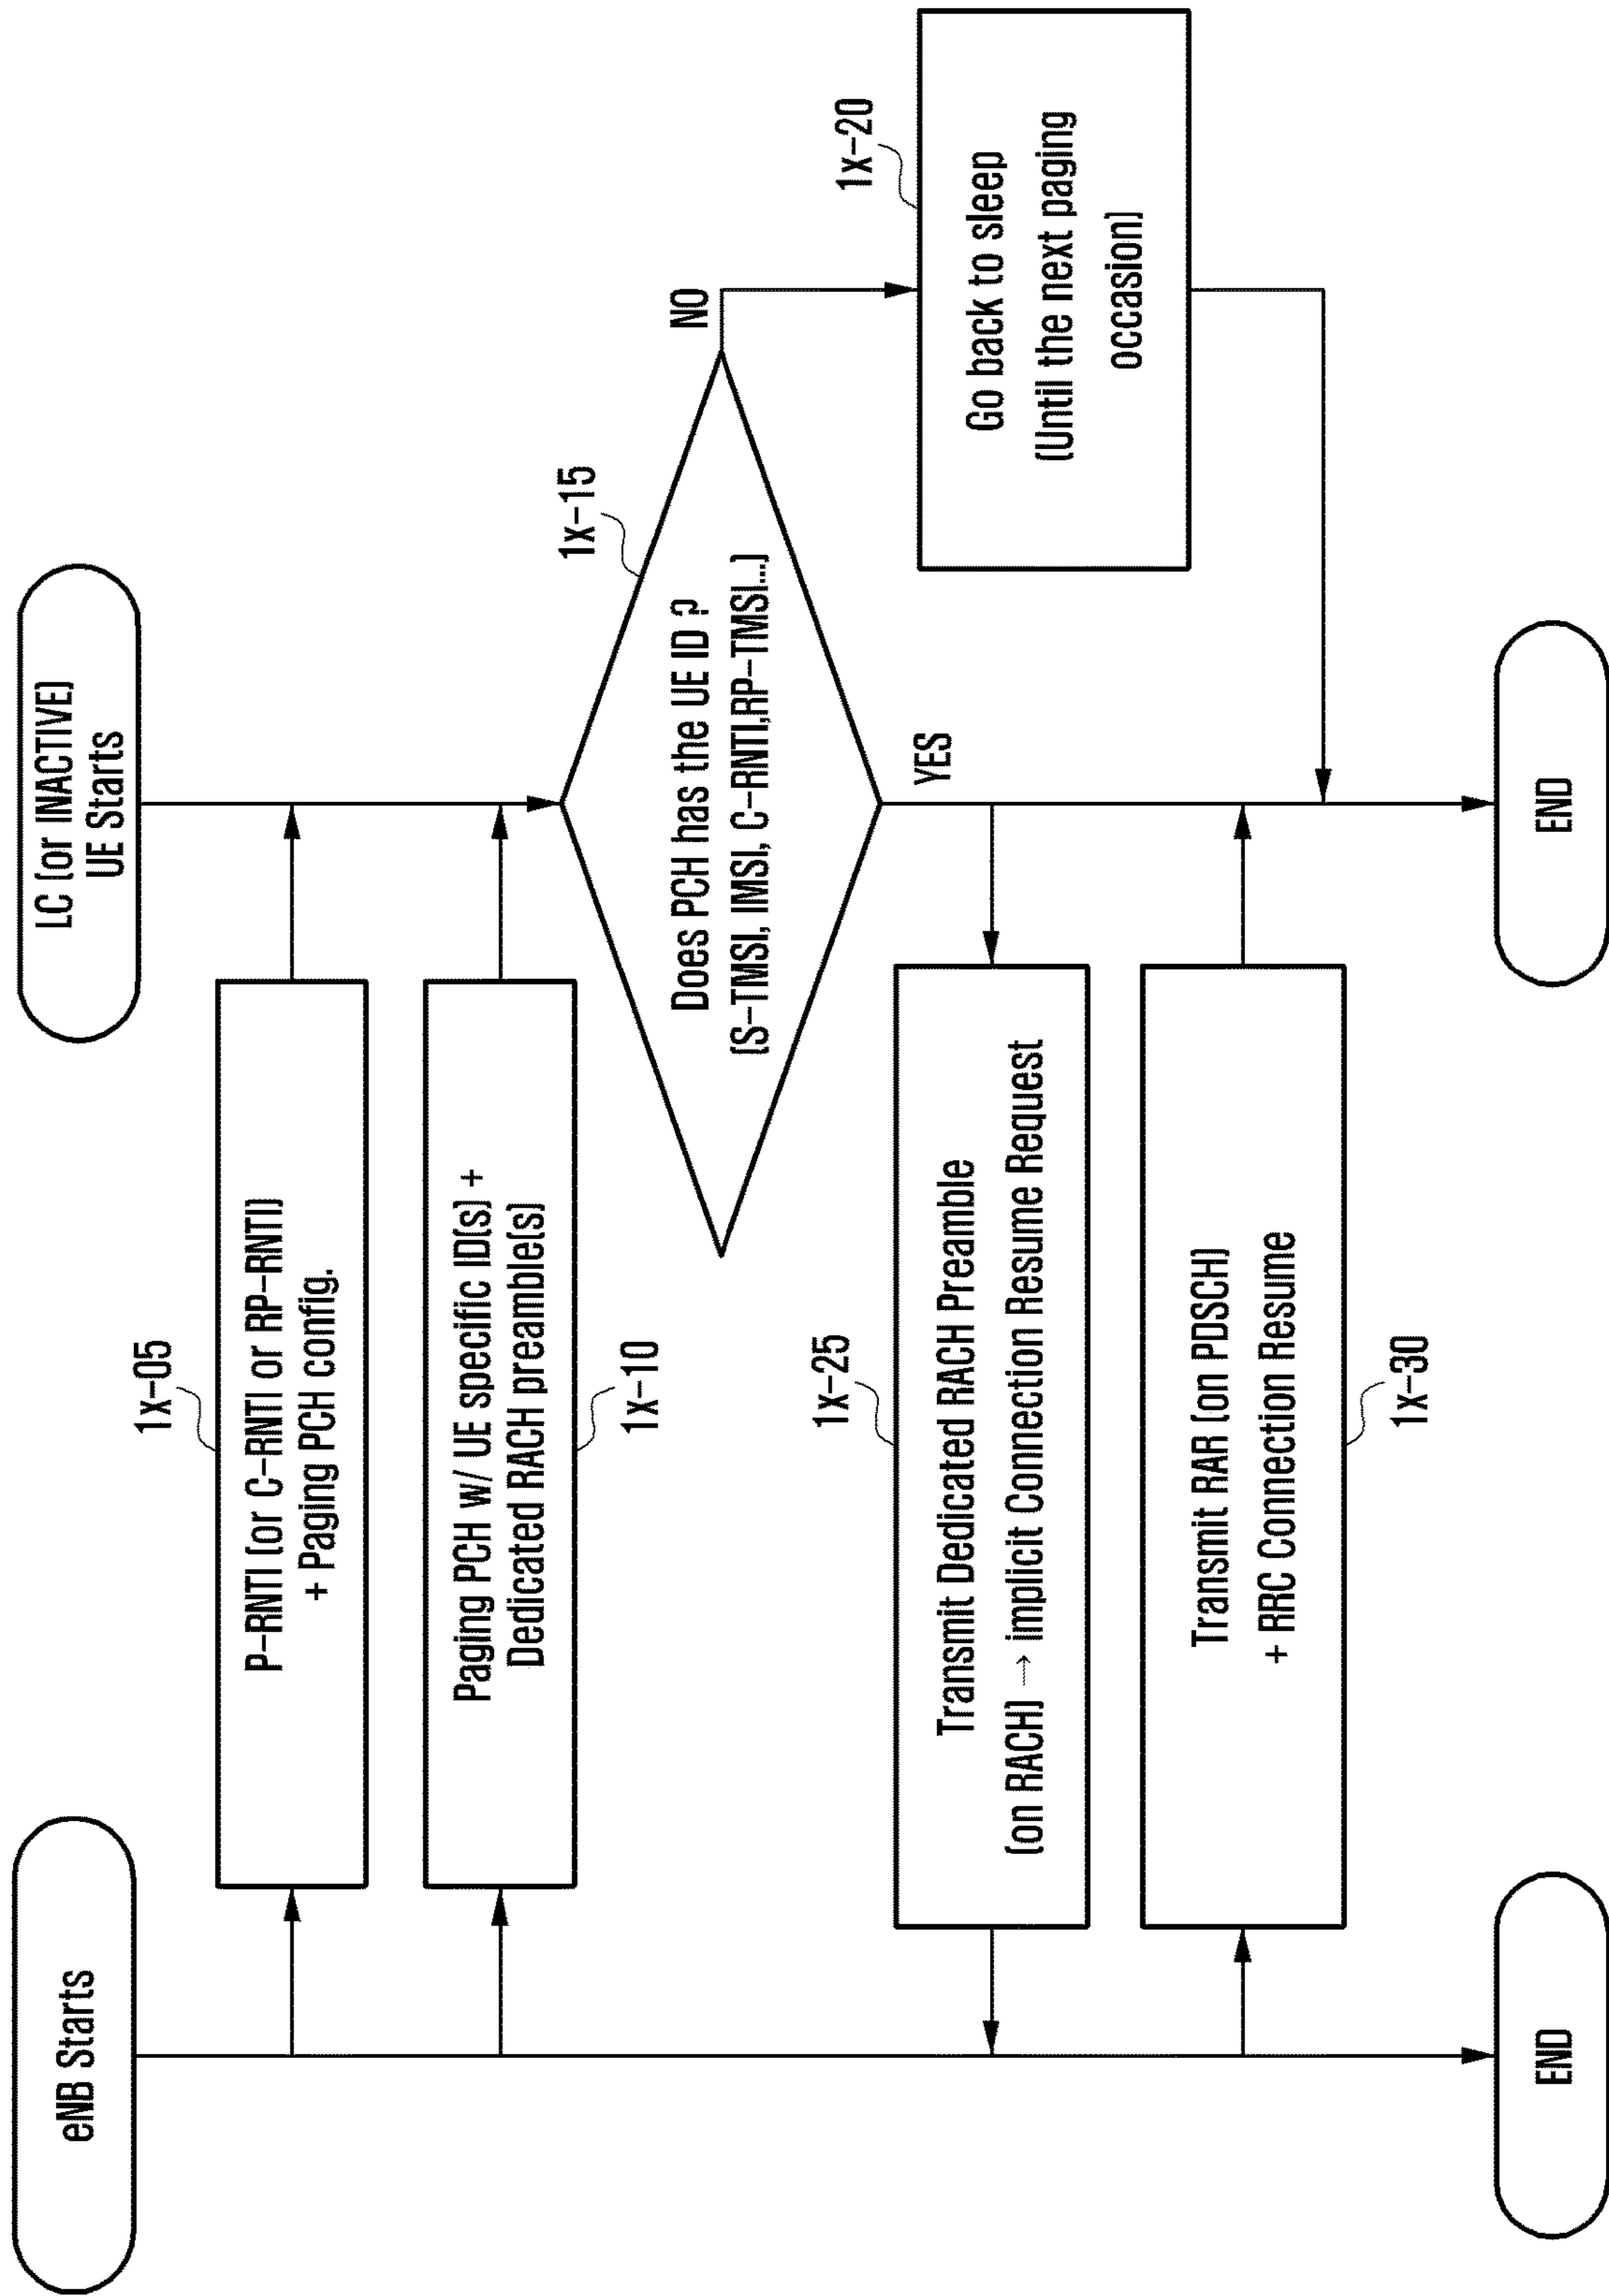 eNB Starts
LC (or INACTIVE)
UE Starts
1x-05
P-RNTI (or C-RNTI or RP-RNTI)
+ Paging PCH config.
Paging PCH w/ UE specific ID(s) +
Dedicated RACH preamble(s)
1x-10
1x-15
Does PCH has the UE ID ?
(S-TMSI, IMSI, C-RNTI,RP-TMSI...)
NO
YES
1x-20
Go back to sleep
(Until the next paging
occasion)
1x-25
Transmit Dedicated RACH Preamble
(on RACH) → implicit Connection Resume Request
Transmit RAR (on PDSCH)
+ RRC Connection Resume
1x-30
END
END